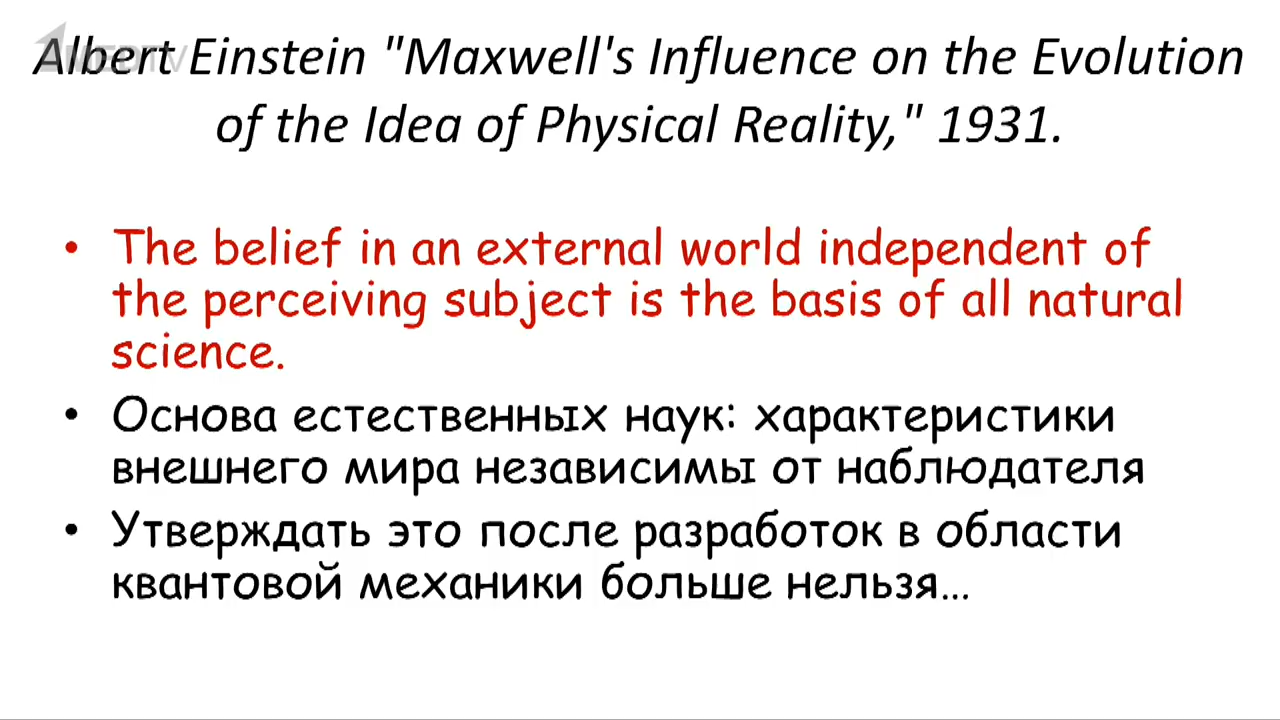 Albert Einstein "Maxwell's Influence on the Evolution
of the Idea of Physical Reality," 1931.
• The belief in an external world independent of
the perceiving subject is the basis of all natural
science.
• Основа естественных наук: характеристики
внешнего мира независимы от наблюдателя
• Утверждать это после разработок в области
квантовой механики больше нельзя…
1MEDTV